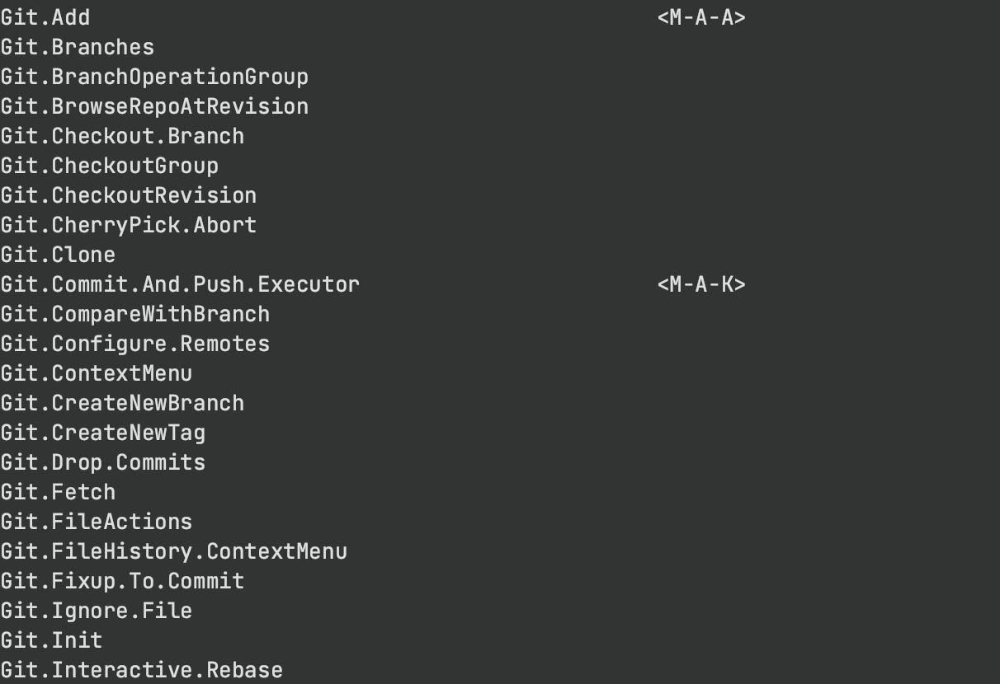 Git.Add <M-A-A>
Git.Branches
Git.BranchOperationGroup
Git.BrowseRepoAtRevision
Git.Checkout.Branch
Git.CheckoutGroup
Git.CheckoutRevision
Git.CherryPick.Abort
Git.Clone
Git.Commit.And.Push.Executor <M-A-K>
Git.CompareWithBranch
Git.Configure.Remotes
Git.ContextMenu
Git.CreateNewBranch
Git.CreateNewTag
Git.Drop.Commits
Git.Fetch
Git.FileActions
Git.FileHistory.ContextMenu
Git.Fixup.To.Commit
Git.Ignore.File
Git.Init
Git.Interactive.Rebase